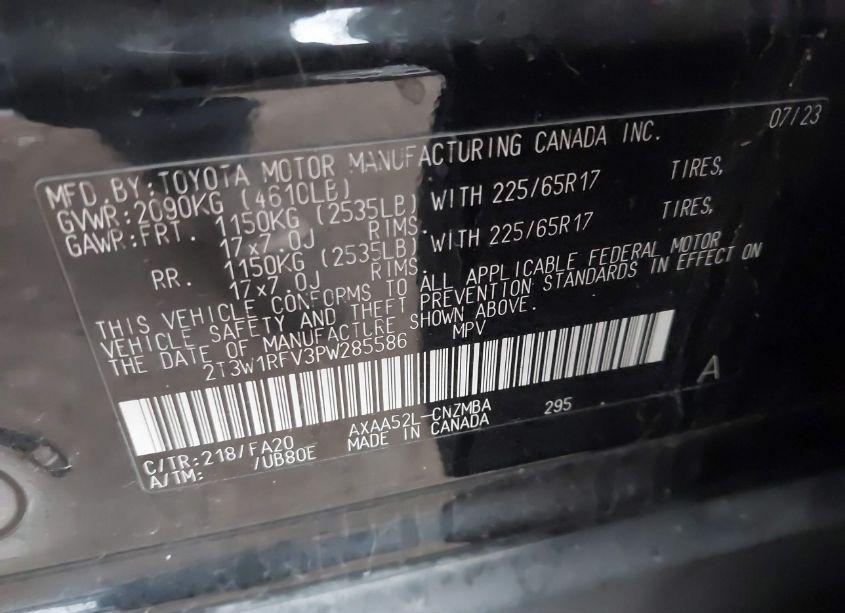 07/23
MFD. BY: TOYOTA MOTOR MANUFACTURING CANADA INC.
GVWR: 2090KG (4610LB)
GAWR: FRT. 1150KG (2535LB) WITH 225/65R17 TIRES,
17x7.0J RIMS.
RR. 1150KG (2535LB) WITH 225/65R17 TIRES,
17x7.0J RIMS.
THIS VEHICLE CONFORMS TO ALL APPLICABLE FEDERAL MOTOR
VEHICLE SAFETY AND THEFT PREVENTION STANDARDS IN EFFECT ON
THE DATE OF MANUFACTURE SHOWN ABOVE.
2T3W1RFV3PW285586 MPV
A
C/TR: 218/FA20 AXAA52L-CNZMBA 295
A/TM: /UB80E MADE IN CANADA